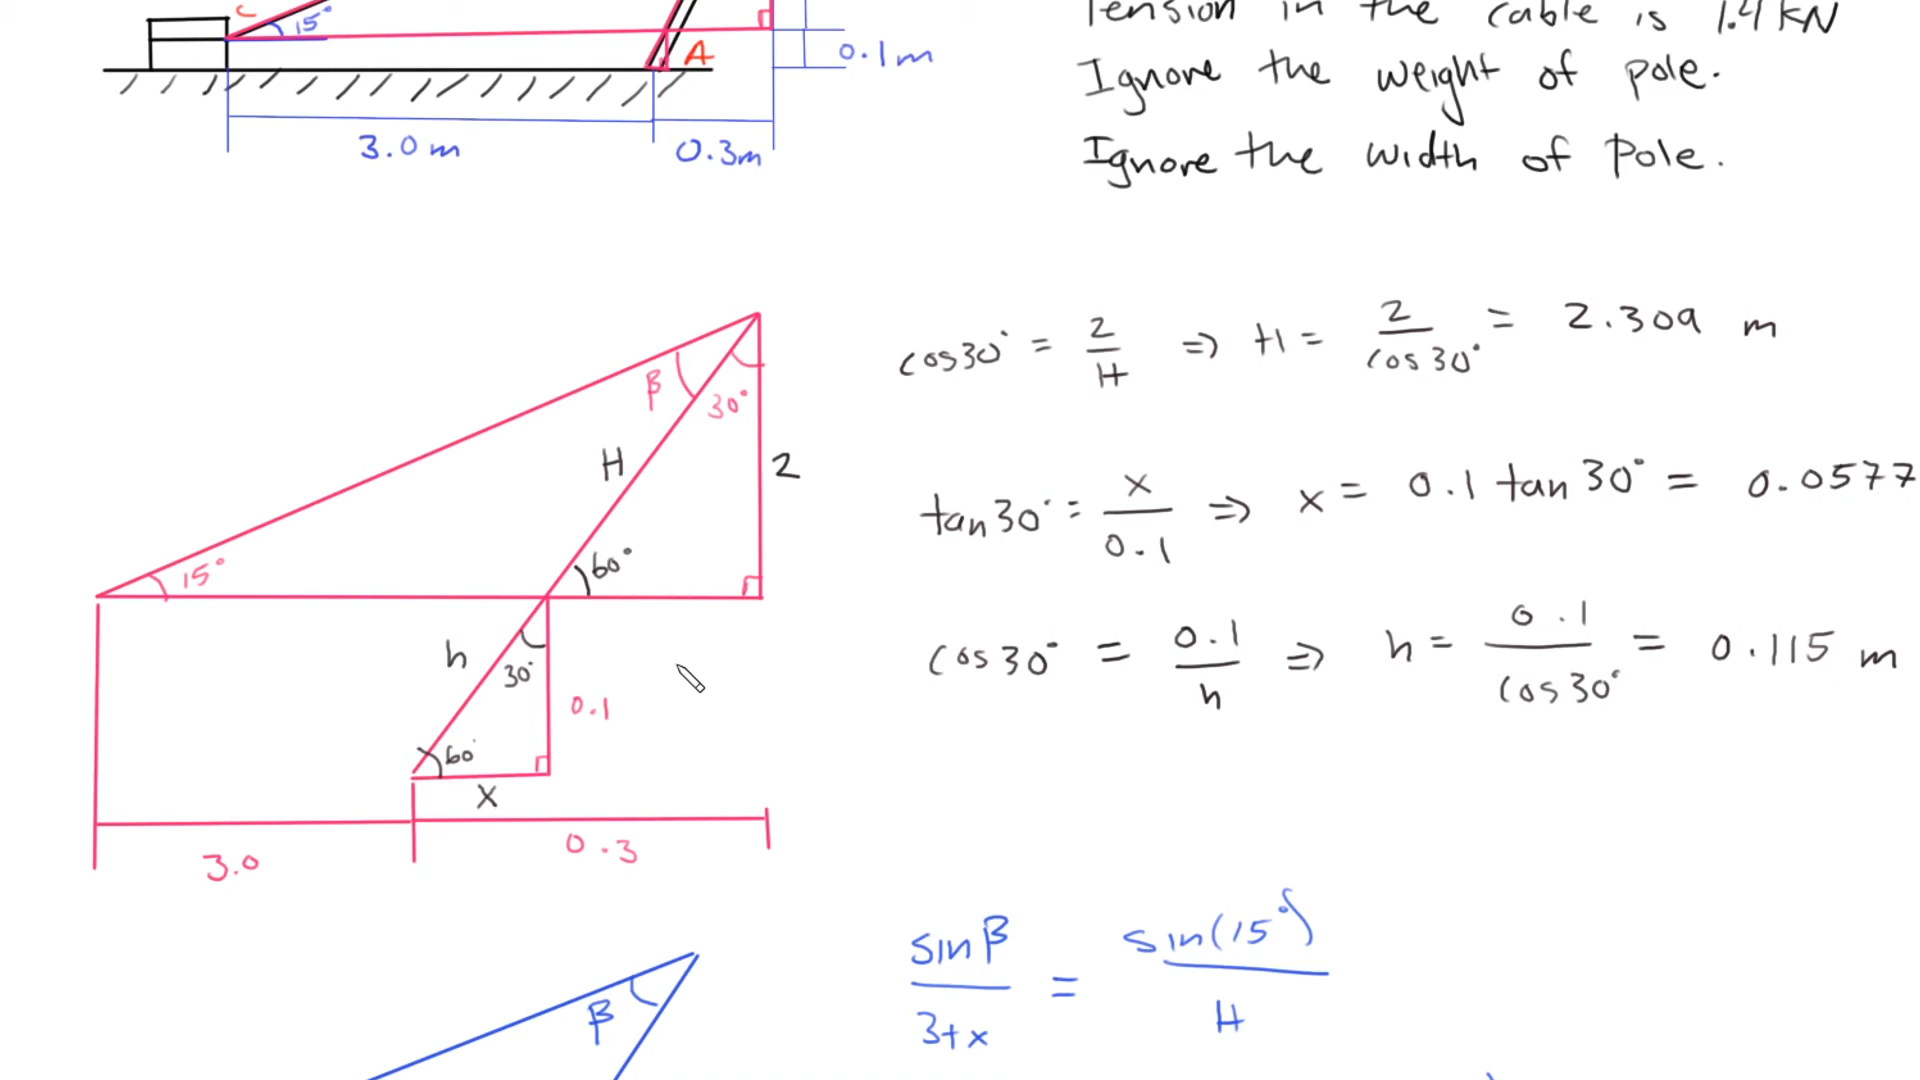 C
15°
A
0.1m
3.0m
0.3m
Tension in the cable is 1.4 kN
Ignore the weight of pole.
Ignore the width of Pole.
β
30°
H
2
15°
60°
h
30°
0.1
60°
x
3.0
0.3
cos30° = 2/H ⇒ H = 2/cos30° = 2.309 m
tan30° = x/0.1 ⇒ x = 0.1 tan 30° = 0.0577
cos30° = 0.1/h ⇒ h = 0.1/cos30° = 0.115 m
sinβ/3+x = sin(15°)/H
β